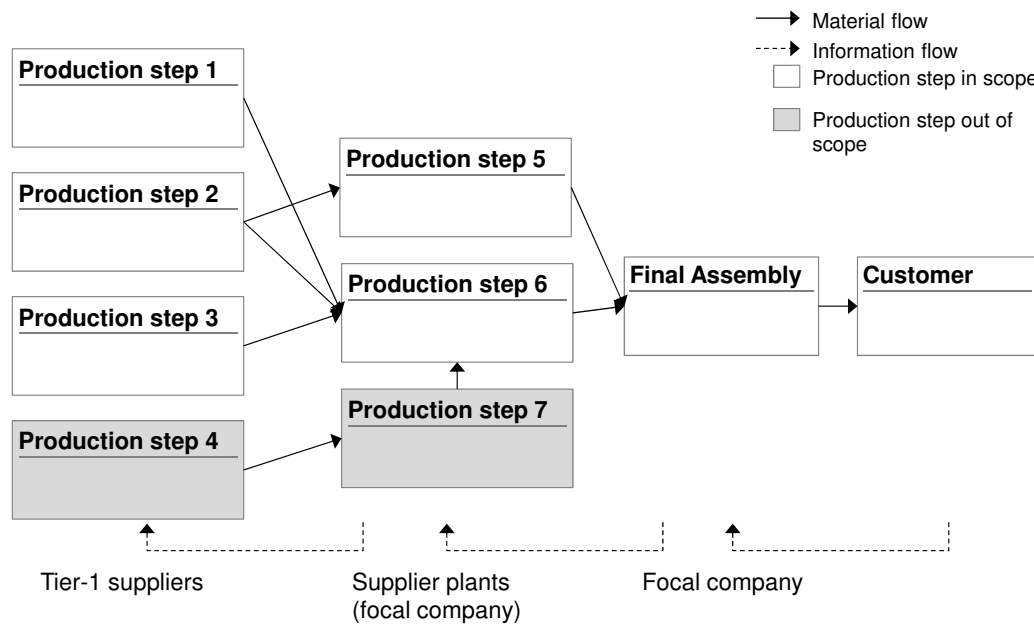 Material flow
Information flow
Production step in scope
Production step out of
scope
Production step 1
Production step 2
Production step 3
Production step 4
Production step 5
Production step 6
Production step 7
Final Assembly
Customer
Tier-1 suppliers
Supplier plants
(focal company)
Focal company